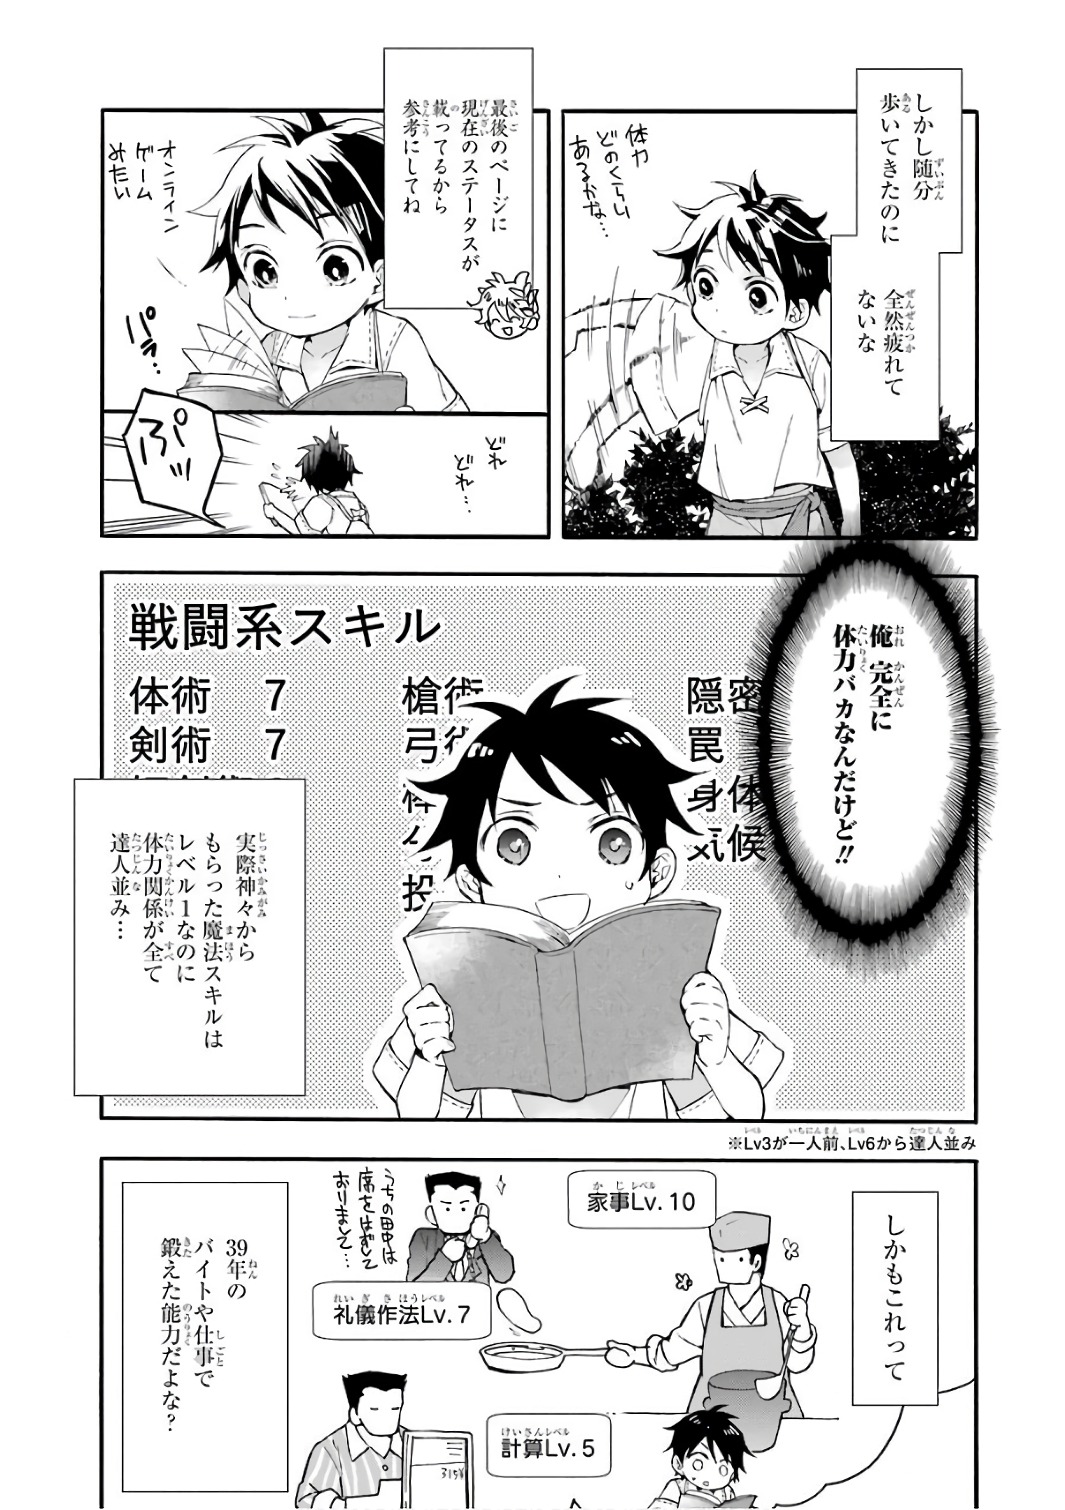 しかし随分
歩いてきたのに
全然疲れて
ないな
体力
どのくらい
あるかな…
最後のページに
現在のステータスが
載ってるから
参考にしてね
オンライン
ゲーム
みたい
パラ…
どれ
どれ…
ぷッ
俺 完全に
体力バカなんだけど!!
戦闘系スキル
体術 7
剣術 7
槍術
弓術
隠密
罠
身体
気候
実際神々から
もらった魔法スキルは
レベル1なのに
体力関係が全て
達人並み…
※Lv3が一人前、Lv6から達人並み
しかもこれって
家事Lv.10
うちの田中は
席をはずして
おりまして…
礼儀作法Lv.7
計算Lv.5
315¥
39年の
バイトや仕事で
鍛えた能力だよな?